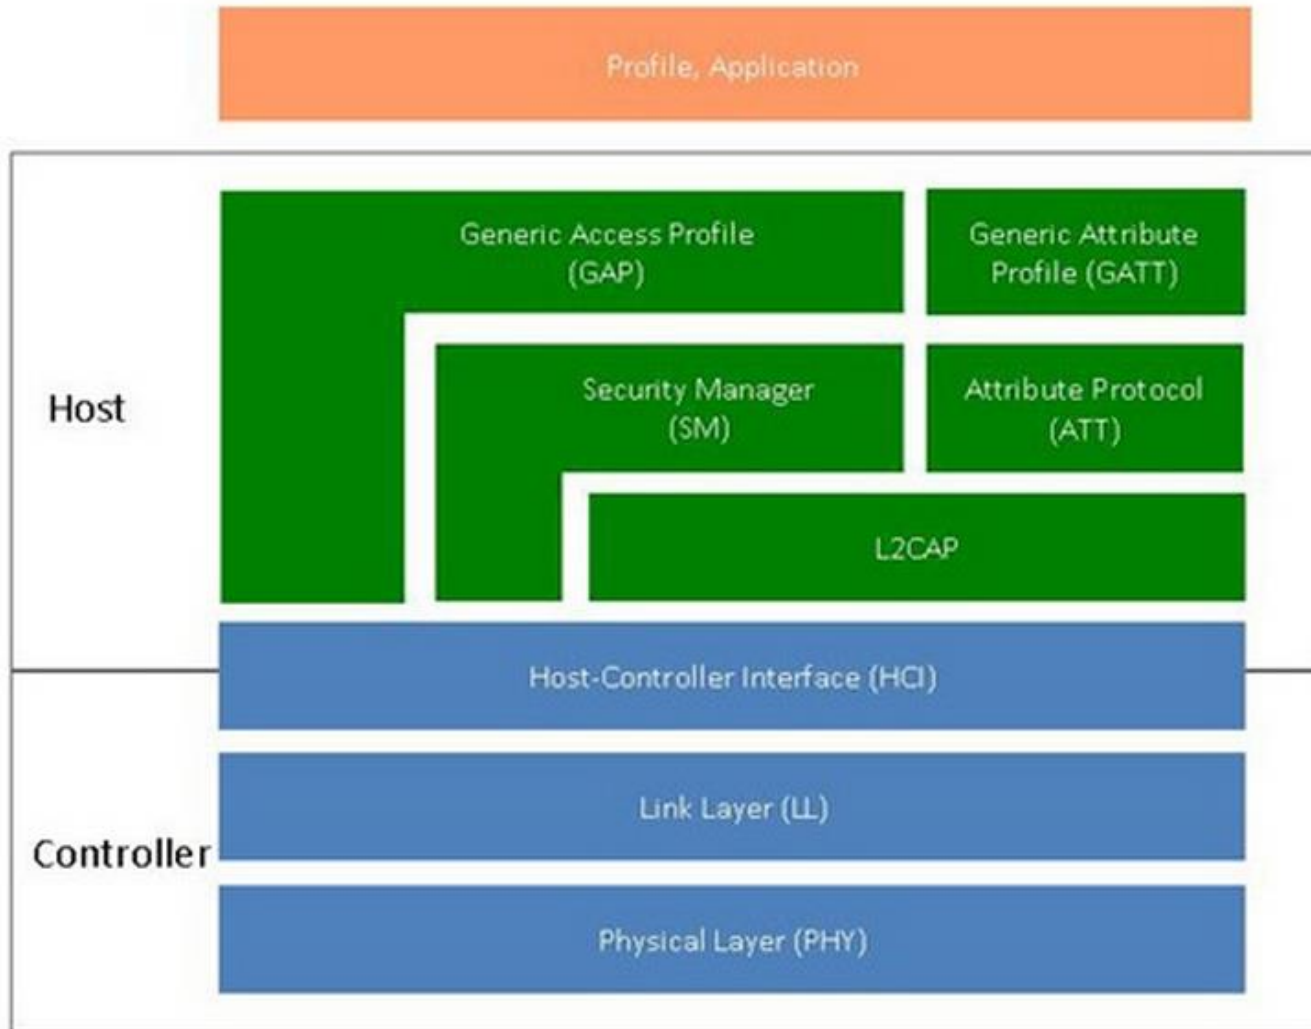 Profile, Application
Generic Access Profile
(GAP)
Generic Attribute
Profile (GATT)
Host
Security Manager
(SM)
Attribute Protocol
(ATT)
L2CAP
Host-Controller Interface (HCI)
Link Layer (LL)
Controller
Physical Layer (PHY)